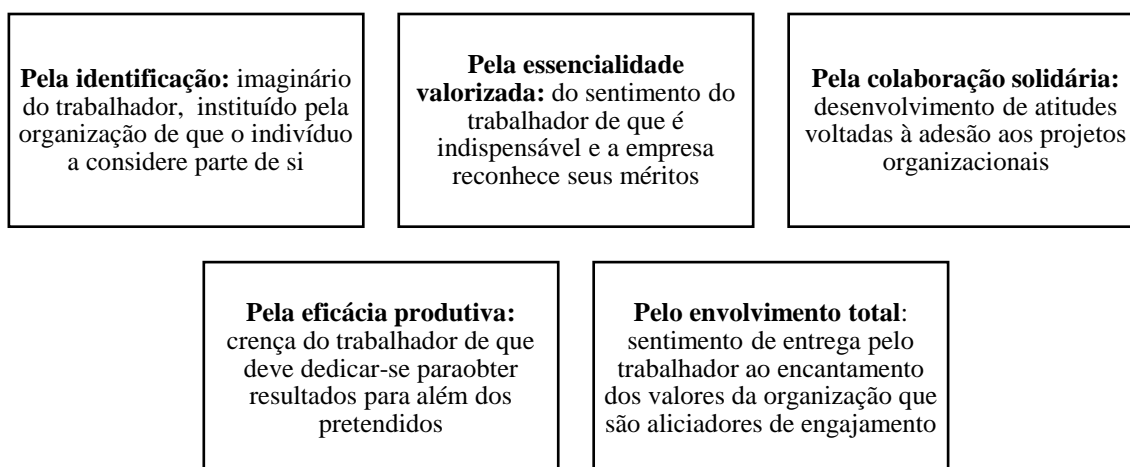 Pela identificação: imaginário
do trabalhador, instituído pela
organização de que o indivíduo
a considere parte de si
Pela essencialidade
valorizada: do sentimento do
trabalhador de que é
indispensável e a empresa
reconhece seus méritos
Pela colaboração solidária:
desenvolvimento de atitudes
voltadas à adesão aos projetos
organizacionais
Pela eficácia produtiva:
crença do trabalhador de que
deve dedicar-se paraobter
resultados para além dos
pretendidos
Pelo envolvimento total:
sentimento de entrega pelo
trabalhador ao encantamento
dos valores da organização que
são aliciadores de engajamento